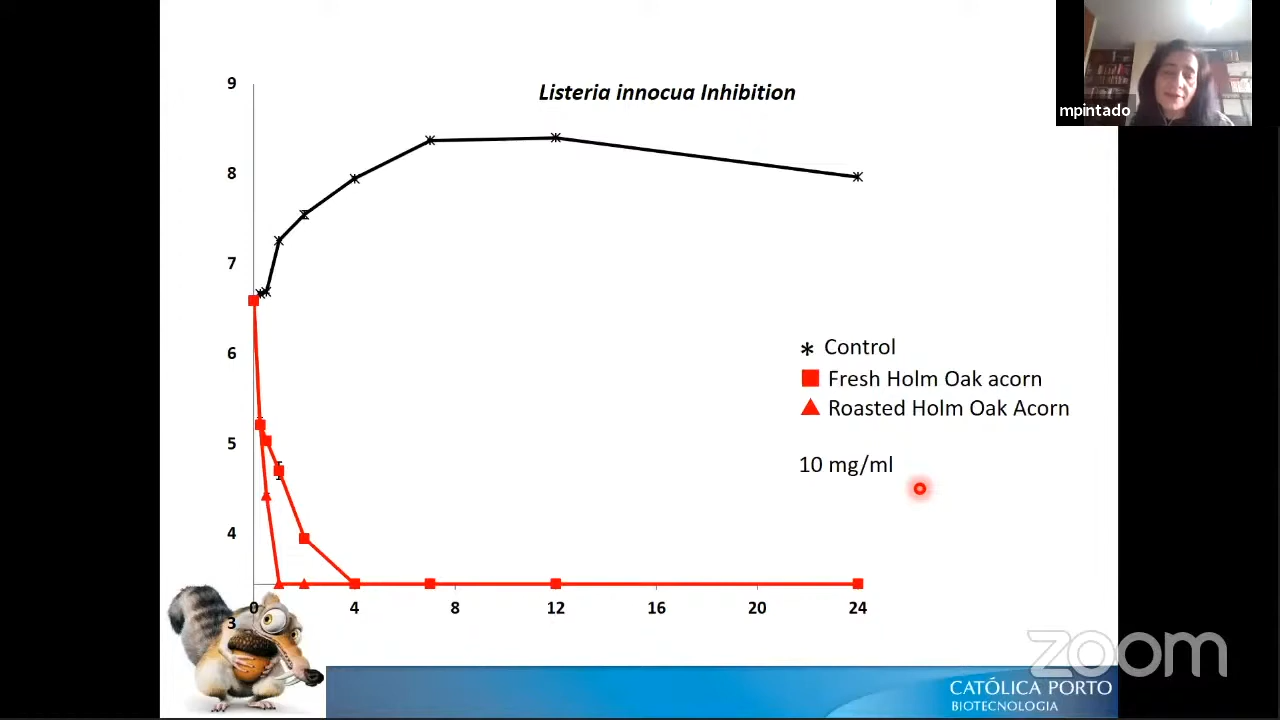 mpintado
Listeria innocua Inhibition
9
8
7
6
5
4
3
0 4 8 12 16 20 24
Control
Fresh Holm Oak acorn
Roasted Holm Oak Acorn
10 mg/ml
zoom
CATÓLICA PORTO
BIOTECNOLOGIA